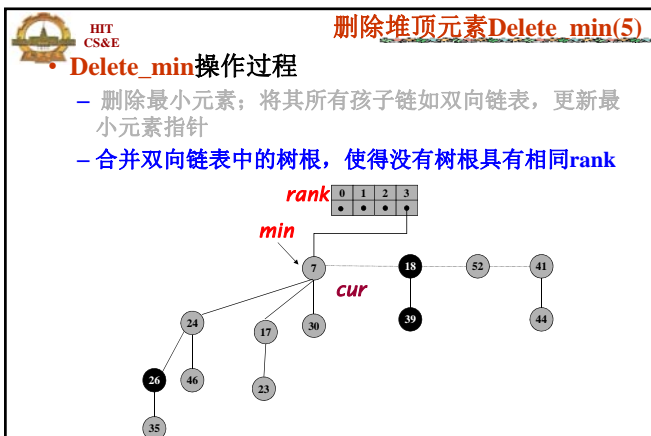 HIT
CS&E
删除堆顶元素Delete_min(5)
• Delete_min操作过程
– 删除最小元素；将其所有孩子链如双向链表，更新最
小元素指针
– 合并双向链表中的树根，使得没有树根具有相同rank
rank 0 1 2 3
min
7 18 52 41
cur
24 17 30 39 44
26 46 23
35